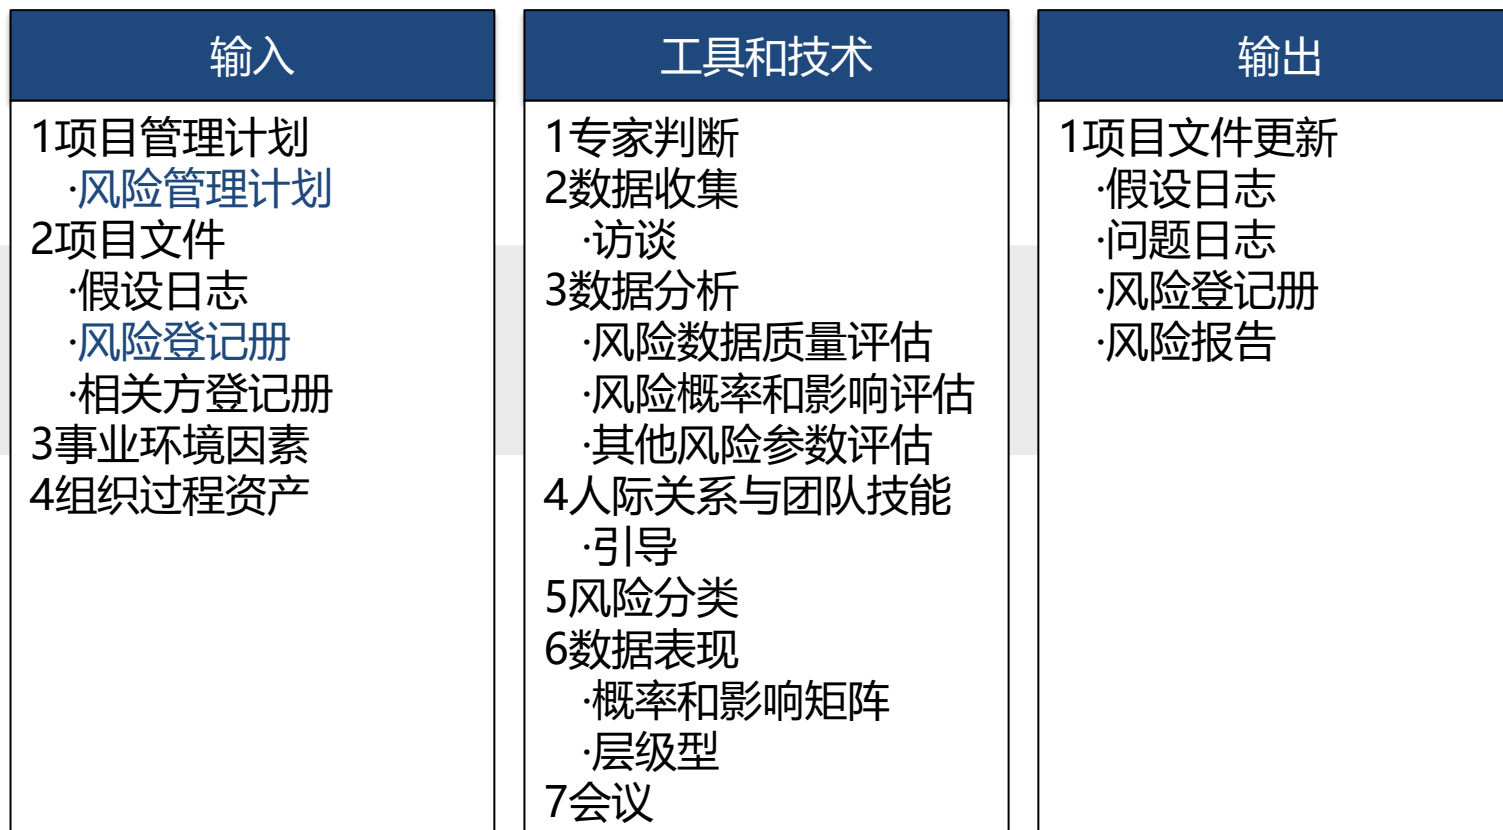 输入
1项目管理计划
·风险管理计划
2项目文件
·假设日志
·风险登记册
·相关方登记册
3事业环境因素
4组织过程资产
工具和技术
1专家判断
2数据收集
·访谈
3数据分析
·风险数据质量评估
·风险概率和影响评估
·其他风险参数评估
4人际关系与团队技能
·引导
5风险分类
6数据表现
·概率和影响矩阵
·层级型
7会议
输出
1项目文件更新
·假设日志
·问题日志
·风险登记册
·风险报告